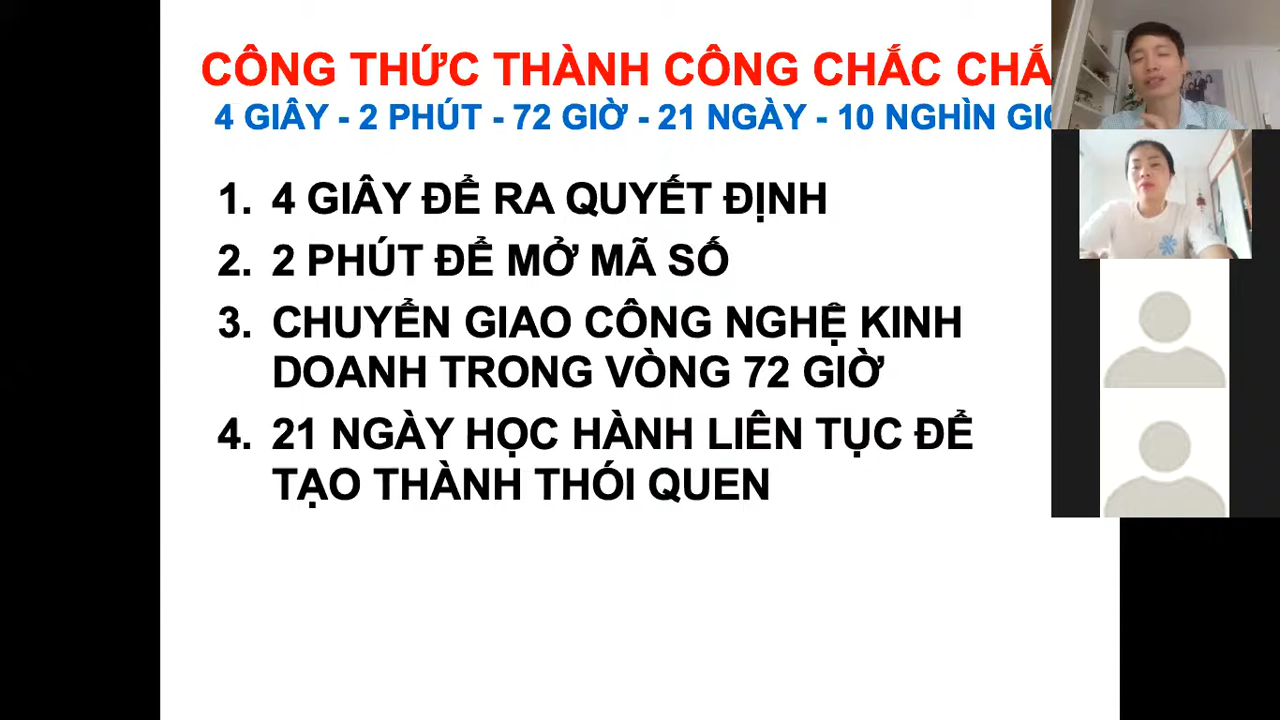 CÔNG THỨC THÀNH CÔNG CHẮC
4 GIÂY - 2 PHÚT - 72 GIỜ - 21 NGÀY - 10 NGHÌN
1. 4 GIÂY ĐỂ RA QUYẾT ĐỊNH
2. 2 PHÚT ĐỂ MỞ MÃ SỐ
3. CHUYỂN GIAO CÔNG NGHỆ KINH
DOANH TRONG VÒNG 72 GIỜ
4. 21 NGÀY HỌC HÀNH LIÊN TỤC ĐỂ
TẠO THÀNH THÓI QUEN